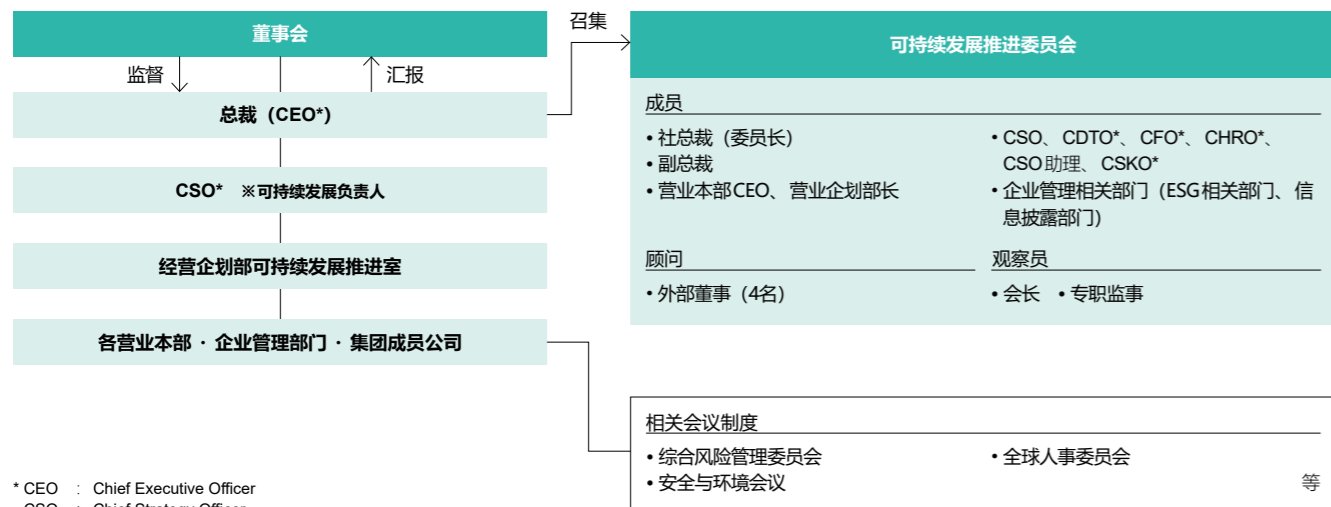 董事会
监督
汇报
总裁（CEO*）
CSO* ※可持续发展负责人
经营企划部可持续发展推进室
各营业本部 · 企业管理部门 · 集团成员公司
召集
可持续发展推进委员会
成员
• 社总裁（委员长）
• 副总裁
• 营业本部CEO、营业企划部长
• CSO、CDTO*、CFO*、CHRO*、
CSO助理、CSKO*
• 企业管理相关部门（ESG相关部门、信
息披露部门）
顾问
• 外部董事（4名）
观察员
• 会长 • 专职监事
相关会议制度
• 综合风险管理委员会
• 安全与环境会议
• 全球人事委员会
等
* CEO : Chief Executive Officer
CSO : Chief Strategy Officer